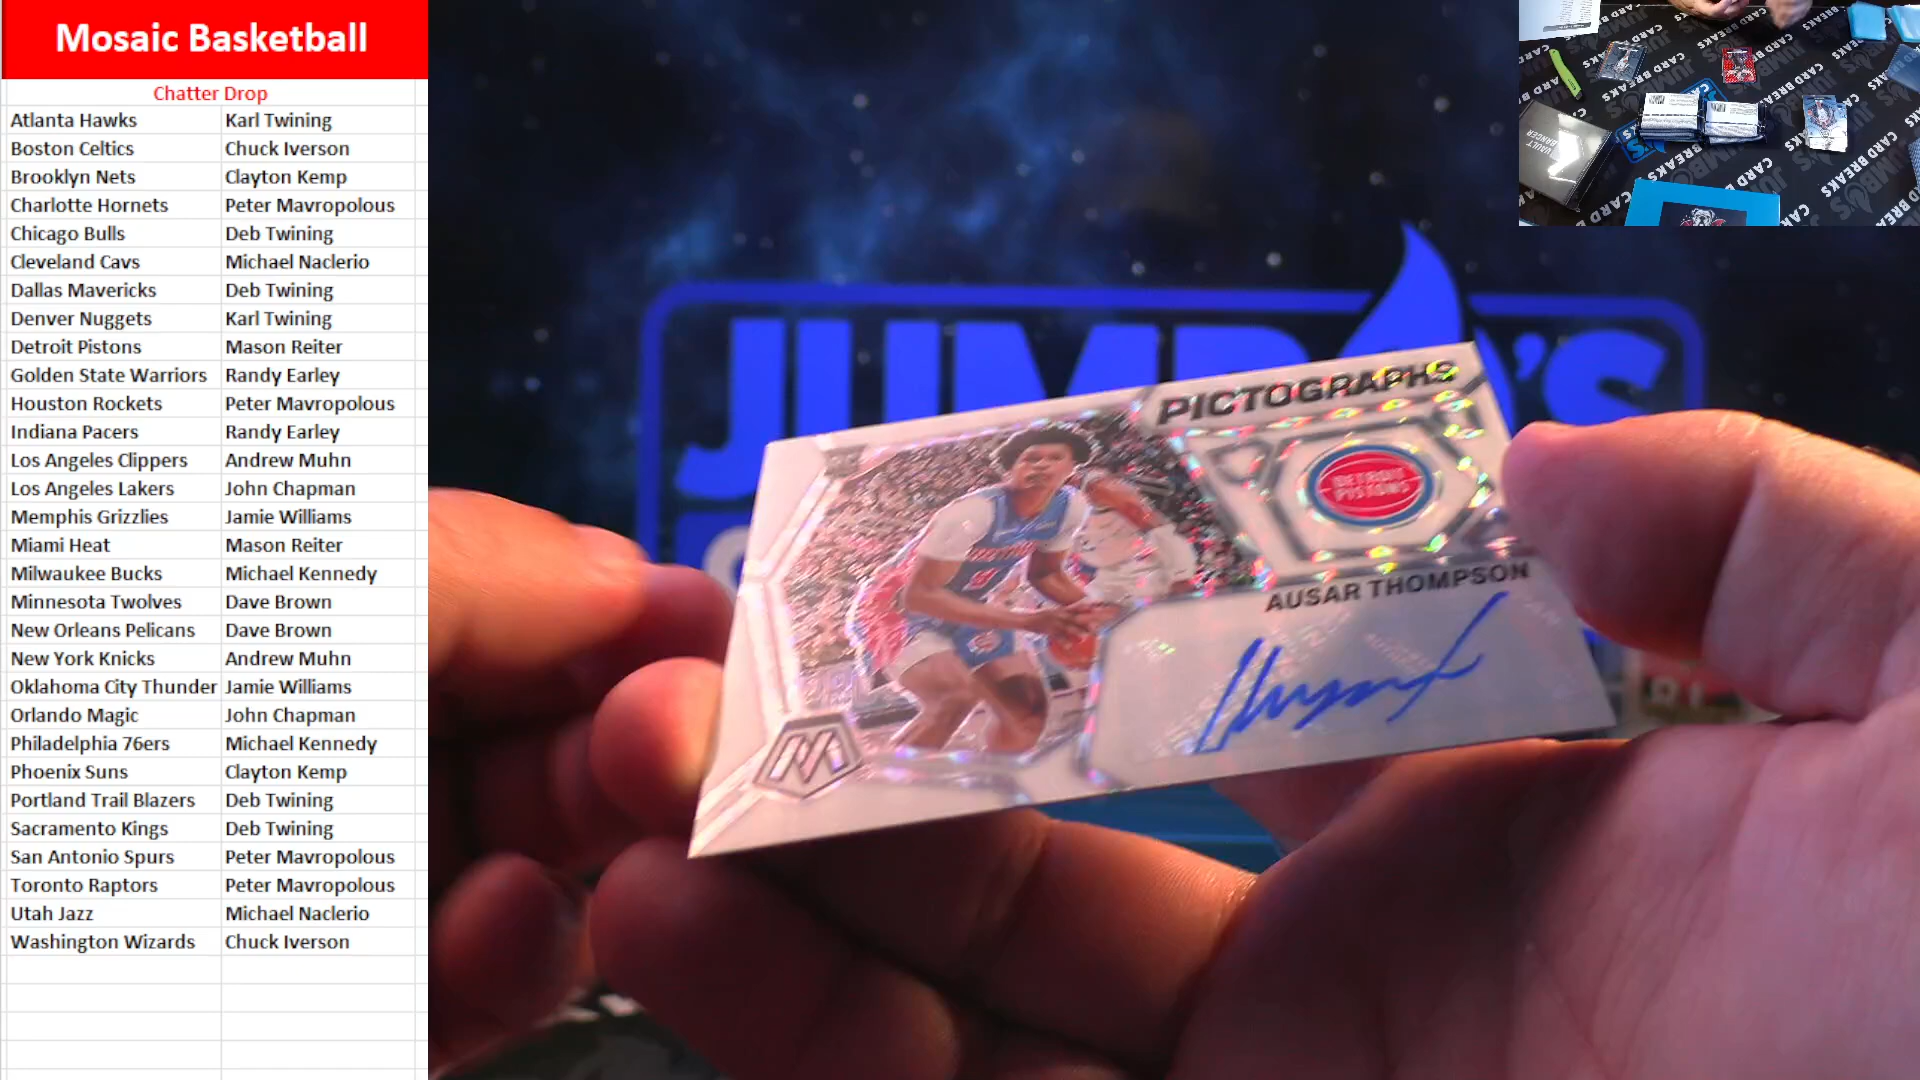 Mosaic Basketball
Chatter Drop
Atlanta Hawks Karl Twining
Boston Celtics Chuck Iverson
Brooklyn Nets Clayton Kemp
Charlotte Hornets Peter Mavropolous
Chicago Bulls Deb Twining
Cleveland Cavs Michael Naclerio
Dallas Mavericks Deb Twining
Denver Nuggets Karl Twining
Detroit Pistons Mason Reiter
Golden State Warriors Randy Earley
Houston Rockets Peter Mavropolous
Indiana Pacers Randy Earley
Los Angeles Clippers Andrew Muhn
Los Angeles Lakers John Chapman
Memphis Grizzlies Jamie Williams
Miami Heat Mason Reiter
Milwaukee Bucks Michael Kennedy
Minnesota Twolves Dave Brown
New Orleans Pelicans Dave Brown
New York Knicks Andrew Muhn
Oklahoma City Thunder Jamie Williams
Orlando Magic John Chapman
Philadelphia 76ers Michael Kennedy
Phoenix Suns Clayton Kemp
Portland Trail Blazers Deb Twining
Sacramento Kings Deb Twining
San Antonio Spurs Peter Mavropolous
Toronto Raptors Peter Mavropolous
Utah Jazz Michael Naclerio
Washington Wizards Chuck Iverson
JUMBO'S
PICTOGRAPHS
DETROIT
PISTONS
AUSAR THOMPSON
M
CARD BREAKS
VAULT